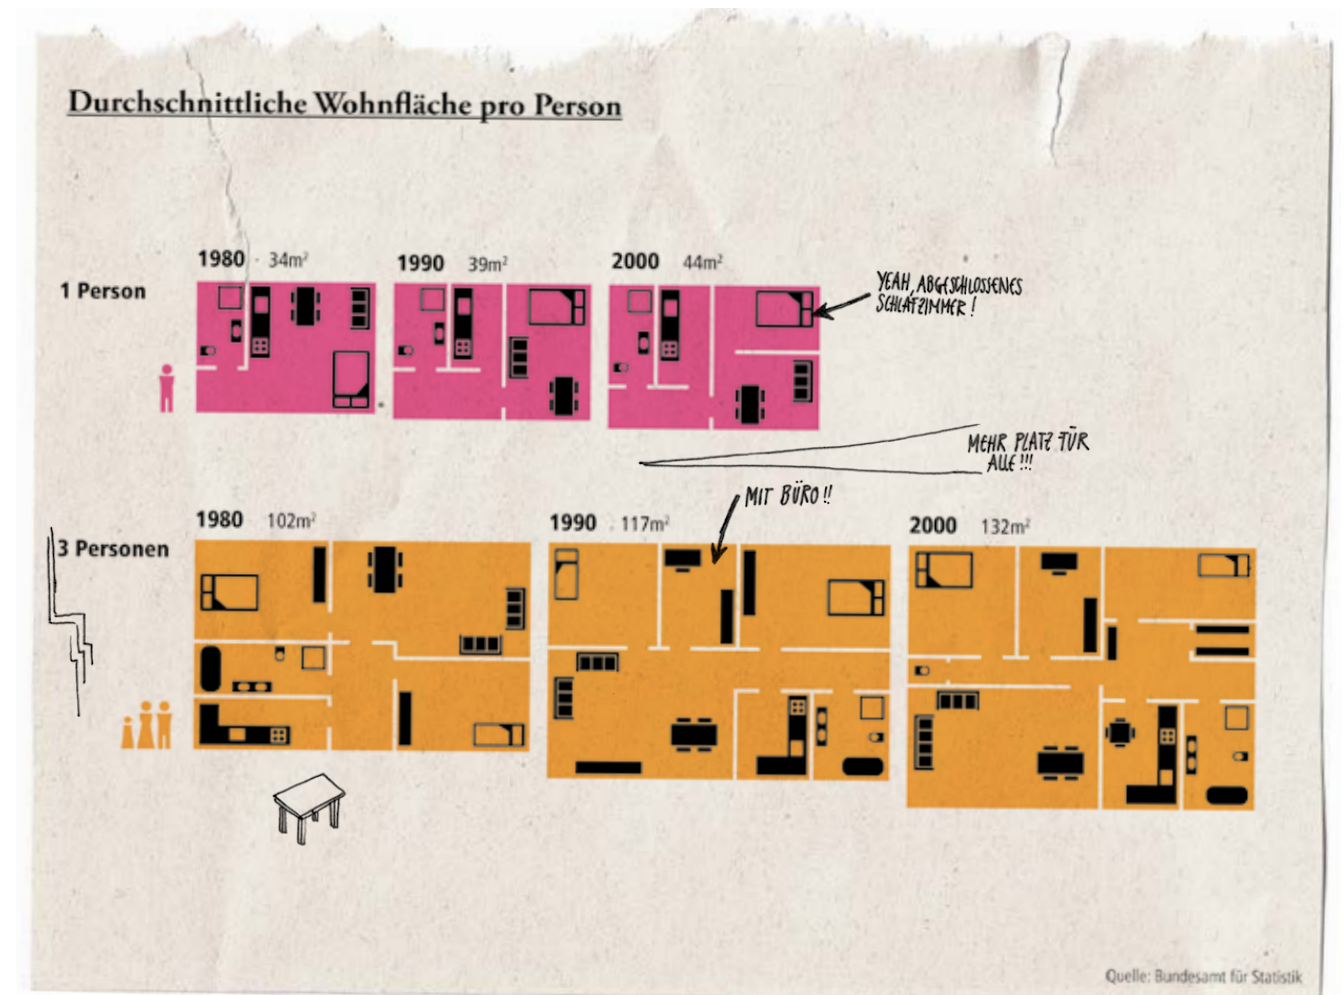 Durchschnittliche Wohnfläche pro Person
1 Person
1980 34m²
1990 39m²
2000 44m²
YEAH, ABGESCHLOSSENES
SCHLAFZIMMER!
MEHR PLATZ FÜR
ALLE!!!
MIT BÜRO!!
3 Personen
1980 102m²
1990 117m²
2000 132m²
Quelle: Bundesamt für Statistik